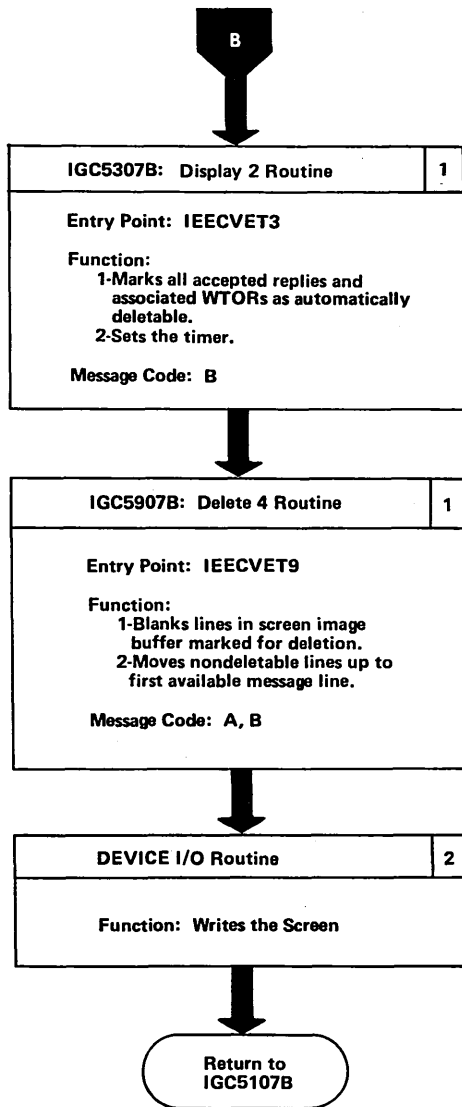 B
IGC5307B: Display 2 Routine 1
Entry Point: IEECVET3
Function:
1-Marks all accepted replies and
associated WTORs as automatically
deletable.
2-Sets the timer.
Message Code: B
IGC5907B: Delete 4 Routine 1
Entry Point: IEECVET9
Function:
1-Blanks lines in screen image
buffer marked for deletion.
2-Moves nondeletable lines up to
first available message line.
Message Code: A, B
DEVICE I/O Routine 2
Function: Writes the Screen
Return to
IGC5107B